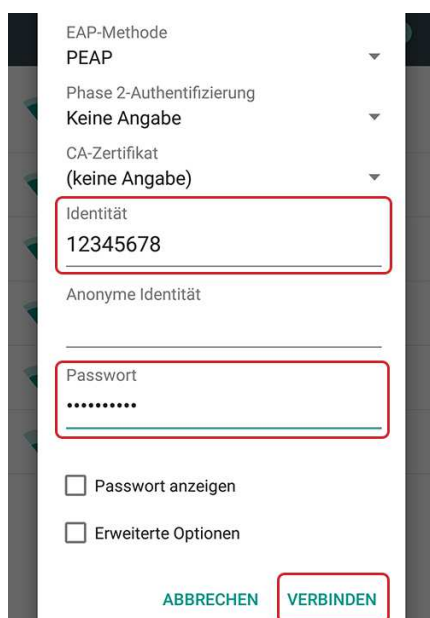 EAP-Methode
PEAP
Phase 2-Authentifizierung
Keine Angabe
CA-Zertifikat
(keine Angabe)
Identität
12345678
Anonyme Identität
Passwort
••••••••••
Passwort anzeigen
Erweiterte Optionen
ABBRECHEN VERBINDEN